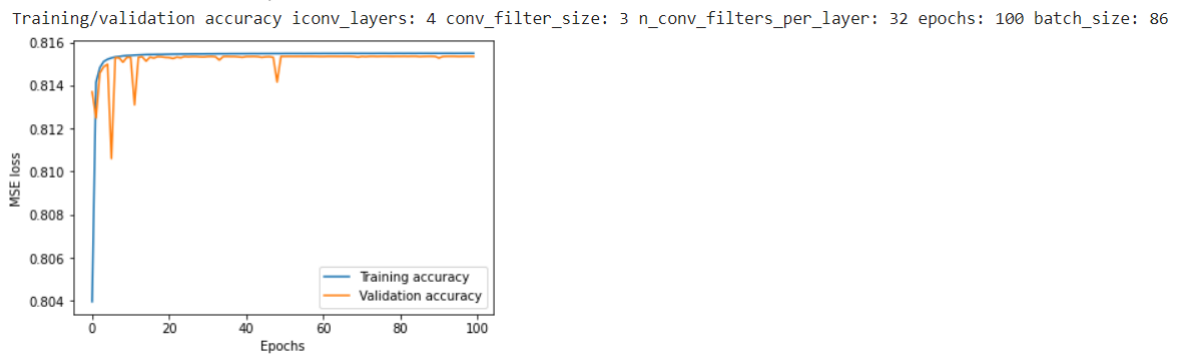 Training/validation accuracy iconv_layers: 4 conv_filter_size: 3 n_conv_filters_per_layer: 32 epochs: 100 batch_size: 86
0.816
0.814
0.812
0.810
0.808
0.806
0.804
MSE loss
Training accuracy
Validation accuracy
0 20 40 60 80 100
Epochs